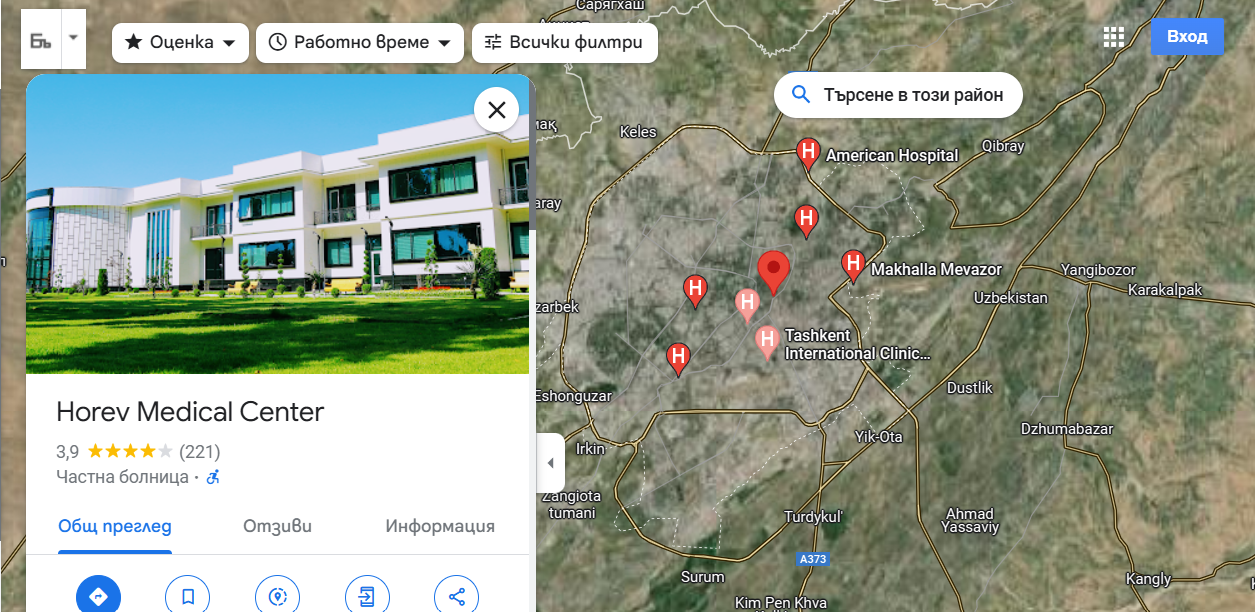 Бъ
Оценка
Работно време
Всички филтри
Вход
Търсене в този район
Horev Medical Center
3,9 (221)
Частна болница ·
Общ преглед
Отзиви
Информация
Сарягхаш
Keles
American Hospital
Qibray
Makhalla Mevazor
Yangibozor
Karakalpak
Uzbekistan
zarbek
Tashkent
International Clinic...
Eshonguzar
Dustlik
Dzhumabazar
Yik-Ota
Irkin
Zangiota
tumani
Turdykul'
Ahmad
Yassaviy
A373
Surum
Kangly
Kim Pen Khva
H
H
H
H
H
H
H